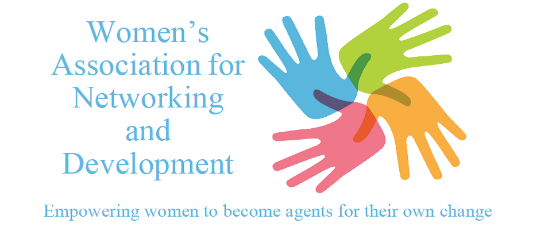 Women’s
Association for
Networking
and
Development
Empowering women to become agents for their own change